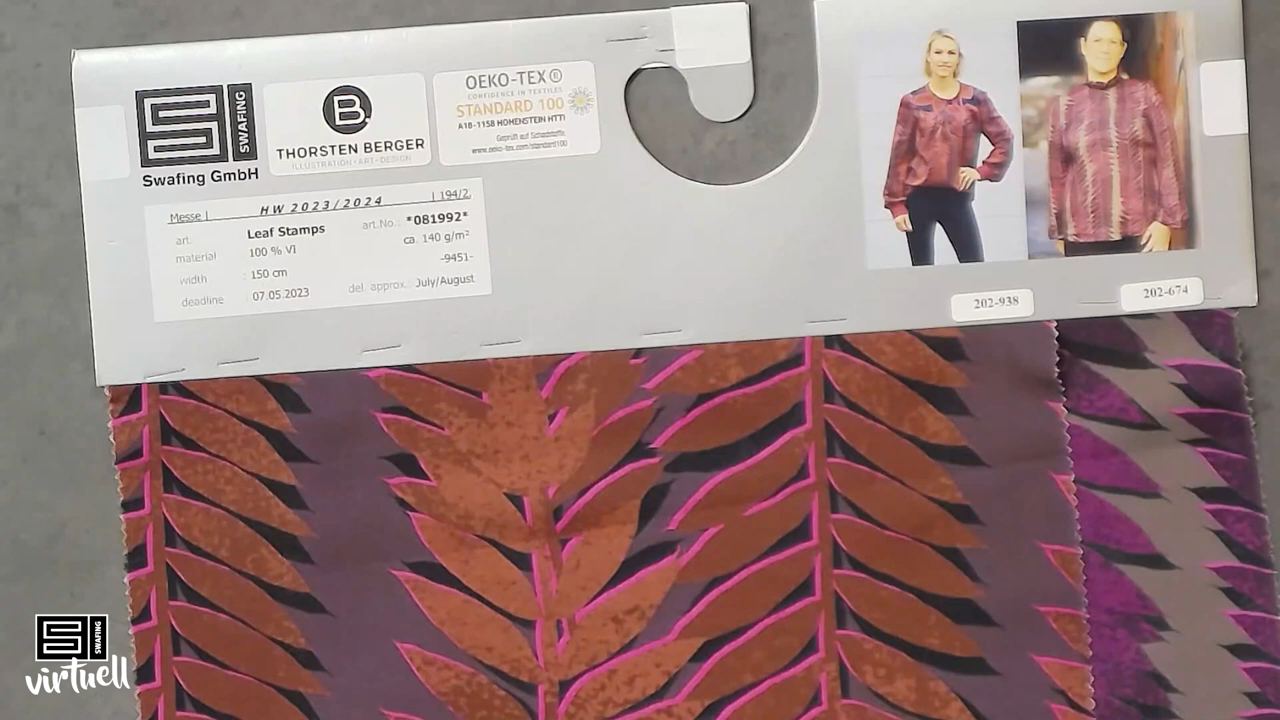 SWAFING
Swafing GmbH
B.
THORSTEN BERGER
ILLUSTRATION • ART • DESIGN
OEKO-TEX®
CONFIDENCE IN TEXTILES
STANDARD 100
A18-1158 HOHENSTEIN HTTI
Geprüft auf Schadstoffe.
www.oeko-tex.com/standard100
Messe | HW 2023/2024 | 194/2
art. Leaf Stamps art.No.: *081992*
material 100 % VI ca. 140 g/m²
width : 150 cm -9451-
deadline : 07.05.2023 del. approx.: July/August
202-938
202-674
SWAFING
virtuell